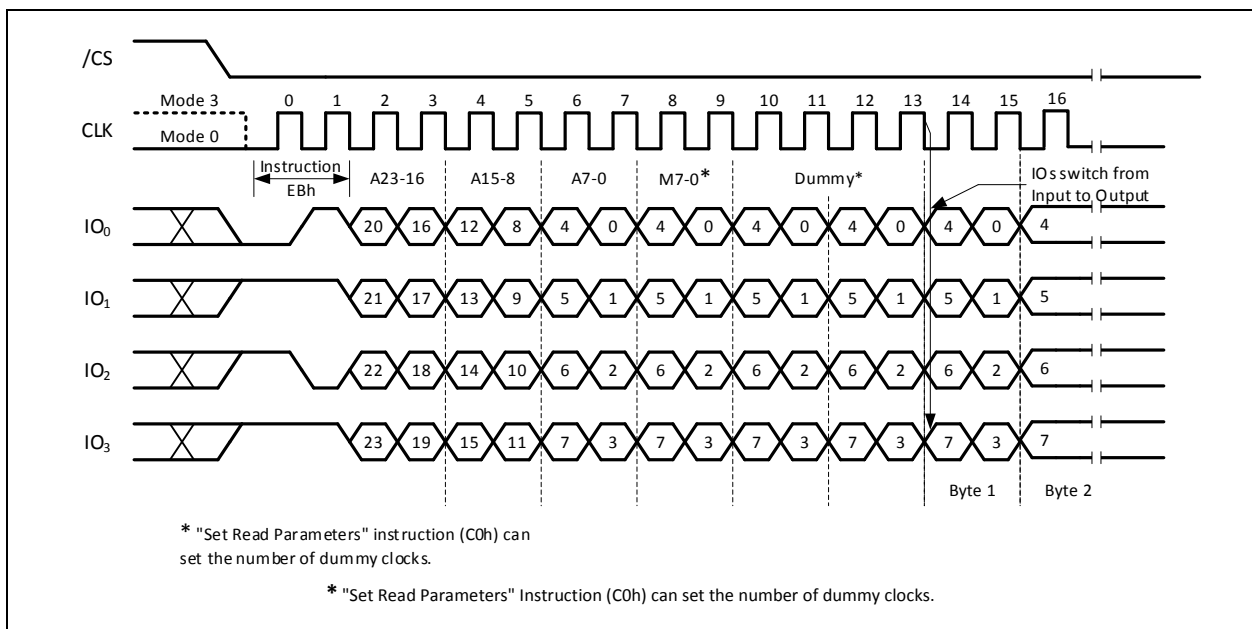 /CS
Mode 3 0 1 2 3 4 5 6 7 8 9 10 11 12 13 14 15 16
CLK Mode 0
Instruction
EBh A23-16 A15-8 A7-0 M7-0* Dummy* IOs switch from
Input to Output
IO₀ 20 16 12 8 4 0 4 0 4 0 4 0 4 0 4
IO₁ 21 17 13 9 5 1 5 1 5 1 5 1 5 1 5
IO₂ 22 18 14 10 6 2 6 2 6 2 6 2 6 2 6
IO₃ 23 19 15 11 7 3 7 3 7 3 7 3 7 3 7
Byte 1 Byte 2
* "Set Read Parameters" instruction (C0h) can
set the number of dummy clocks.
* "Set Read Parameters" Instruction (C0h) can set the number of dummy clocks.